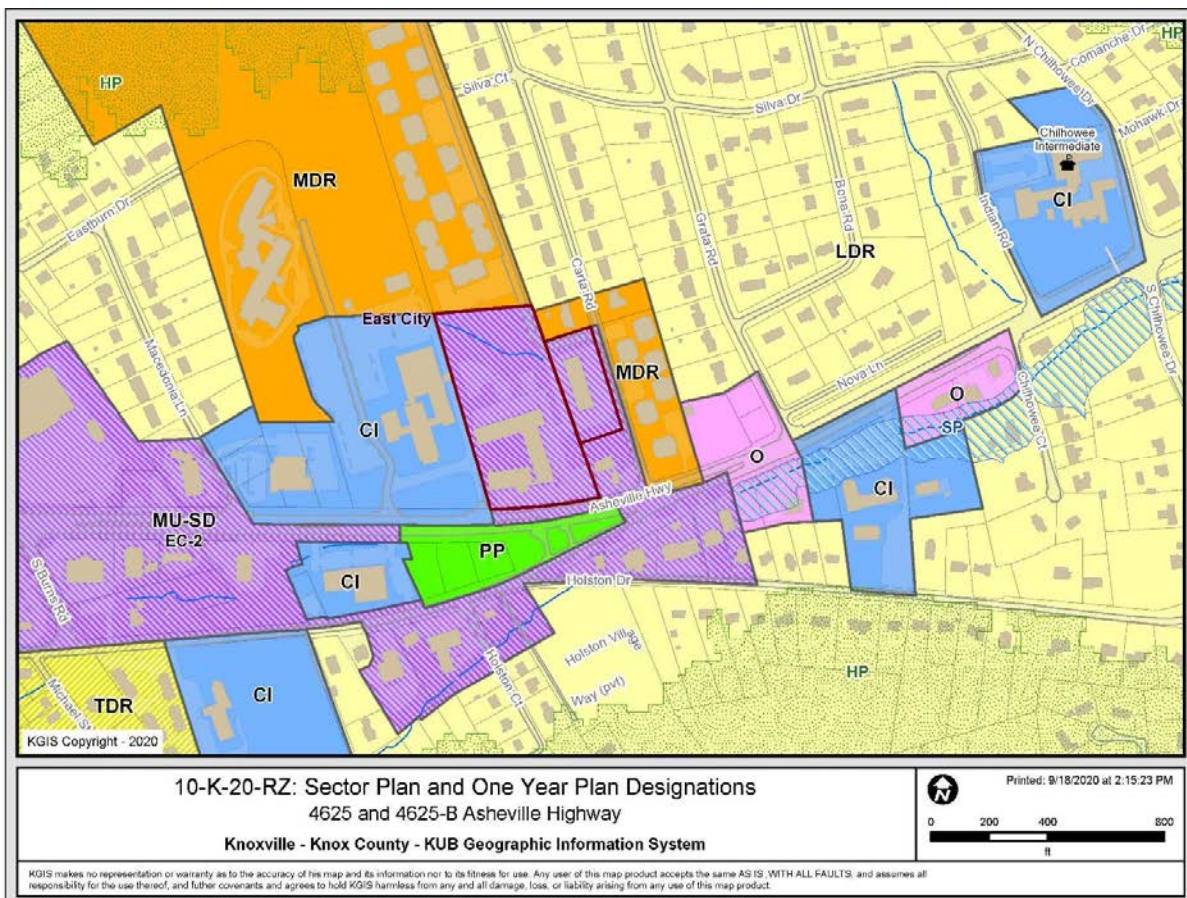 HP
N Chilhowee Dr
Comanche Dr
HP
Silva Ct
Silva Dr
Mohawk Dr
Chilhowee
Intermediate
MDR
CI
Eastburn Dr
Grata Rd
Bona Rd
Indian Rd
LDR
Carta Rd
S Chilhowee Dr
East City
Macedonia Ln
MDR
Nova Ln
O
Chilhowee Ct
CI
SP
O
CI
Asheville Hwy
MU-SD
EC-2
PP
CI
Holston Dr
S Burns Rd
Holston Village
Way (pvt)
Holston Ct
HP
CI
TDR
Michael St
KGIS Copyright - 2020
10-K-20-RZ: Sector Plan and One Year Plan Designations
4625 and 4625-B Asheville Highway
Knoxville - Knox County - KUB Geographic Information System
N
Printed: 9/18/2020 at 2:15:23 PM
0 200 400 800
ft
KGIS makes no representation or warranty as to the accuracy of his map and its information nor to its fitness for use. Any user of this map product accepts the same AS IS ,WITH ALL FAULTS, and assumes all
responsibility for the use thereof, and futher covenants and agrees to hold KGIS harmless from any and all damage, loss, or liability arising from any use of this map product.